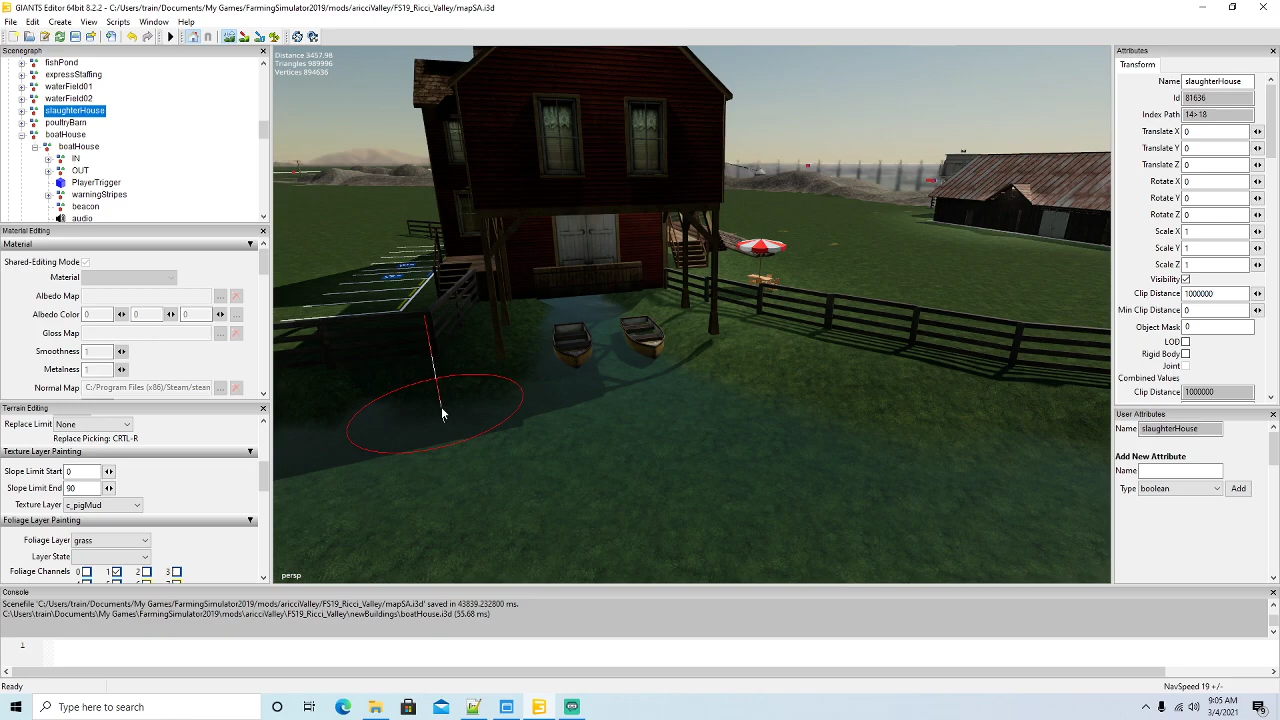 GIANTS Editor 64bit 8.2.2 - C:/Users/train/Documents/My Games/FarmingSimulator2019/mods/aricciValley/FS19_Ricci_Valley/mapSA.i3d
File Edit Create View Scripts Window Help
Scenegraph
fishPond
expressStaffing
waterField01
waterField02
slaughterHouse
poultryBarn
boatHouse
boatHouse
IN
OUT
PlayerTrigger
warningStripes
beacon
audio
Material Editing
Material
Shared-Editing Mode
Material
Albedo Map
Albedo Color 0 0 0
Gloss Map
Smoothness 1
Metalness 1
Normal Map C:/Program Files (x86)/Steam/stean
Terrain Editing
Replace Limit None
Replace Picking: CRTL-R
Texture Layer Painting
Slope Limit Start 0
Slope Limit End 90
Texture Layer c_pigMud
Foliage Layer Painting
Foliage Layer grass
Layer State
Foliage Channels 0 1 2 3
Distance 3457.98
Triangles 989996
Vertices 894636
persp
Attributes
Transform
Name slaughterHouse
Id 81636
Index Path 14>18
Translate X 0
Translate Y 0
Translate Z 0
Rotate X 0
Rotate Y 0
Rotate Z 0
Scale X 1
Scale Y 1
Scale Z 1
Visibility
Clip Distance 1000000
Min Clip Distance 0
Object Mask 0
LOD
Rigid Body
Joint
Combined Values
Clip Distance 1000000
User Attributes
Name slaughterHouse
Add New Attribute
Name
Type boolean Add
Console
Scenefile 'C:/Users/train/Documents/My Games/FarmingSimulator2019/mods/aricciValley/FS19_Ricci_Valley/mapSA.i3d' saved in 43839.232800 ms.
C:\Users\train\Documents\My Games\FarmingSimulator2019\mods\aricciValley\FS19_Ricci_Valley\newBuildings\boatHouse.i3d (55.68 ms)
1
Ready
NavSpeed 19 +/-
Type here to search
9:05 AM
3/4/2021